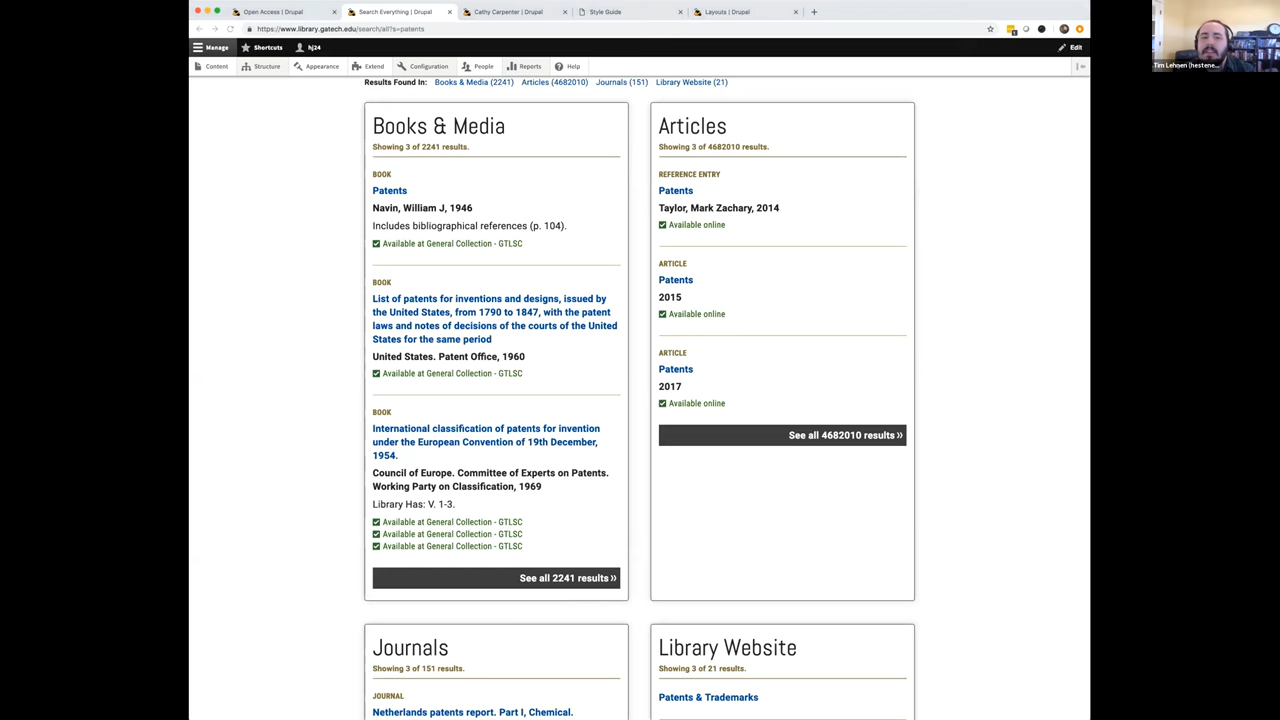 Open Access | Drupal
Search Everything | Drupal
Cathy Carpenter | Drupal
Style Guide
Layouts | Drupal
https://www.library.gatech.edu/search/all?s=patents
Manage
Shortcuts
hj24
Edit
Content
Structure
Appearance
Extend
Configuration
People
Reports
Help
Results Found In: Books & Media (2241) Articles (4682010) Journals (151) Library Website (21)
Books & Media
Showing 3 of 2241 results.
BOOK
Patents
Navin, William J, 1946
Includes bibliographical references (p. 104).
Available at General Collection - GTLSC
BOOK
List of patents for inventions and designs, issued by
the United States, from 1790 to 1847, with the patent
laws and notes of decisions of the courts of the United
States for the same period
United States. Patent Office, 1960
Available at General Collection - GTLSC
BOOK
International classification of patents for invention
under the European Convention of 19th December,
1954.
Council of Europe. Committee of Experts on Patents.
Working Party on Classification, 1969
Library Has: V. 1-3.
Available at General Collection - GTLSC
Available at General Collection - GTLSC
Available at General Collection - GTLSC
See all 2241 results »
Articles
Showing 3 of 4682010 results.
REFERENCE ENTRY
Patents
Taylor, Mark Zachary, 2014
Available online
ARTICLE
Patents
2015
Available online
ARTICLE
Patents
2017
Available online
See all 4682010 results »
Journals
Showing 3 of 151 results.
JOURNAL
Netherlands patents report. Part I, Chemical.
Library Website
Showing 3 of 21 results.
Patents & Trademarks
Tim Lehnen (hestene...